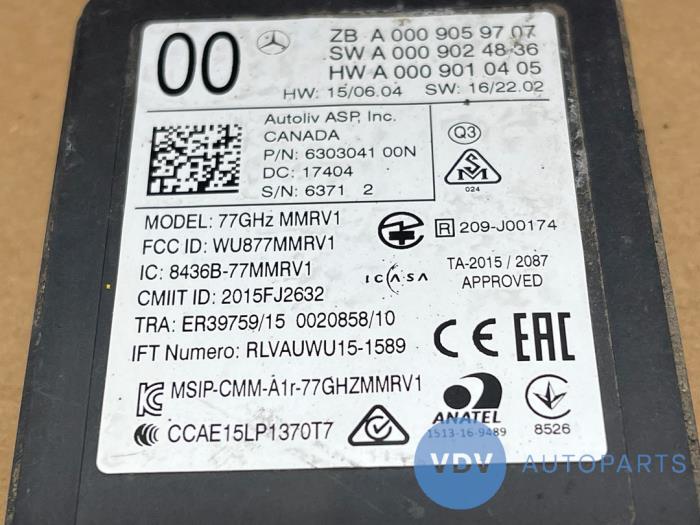 00
ZB A 000 905 97 07
SW A 000 902 48 36
HW A 000 901 04 05
HW: 15/06.04 SW: 16/22.02
Autoliv ASP, Inc.
CANADA
P/N: 6303041 00N
DC: 17404
S/N: 6371 2
Q3
SM
024
MODEL: 77GHz MMRV1
FCC ID: WU877MMRV1
R 209-J00174
IC: 8436B-77MMRV1
ICASA
TA-2015 / 2087
APPROVED
CMIIT ID: 2015FJ2632
TRA: ER39759/15 0020858/10
IFT Numero: RLVAUWU15-1589
CE EAC
MSIP-CMM-A1r-77GHZMMRV1
ANATEL
1513-16-9489
8526
CCAE15LP1370T7
VDV AUTOPARTS